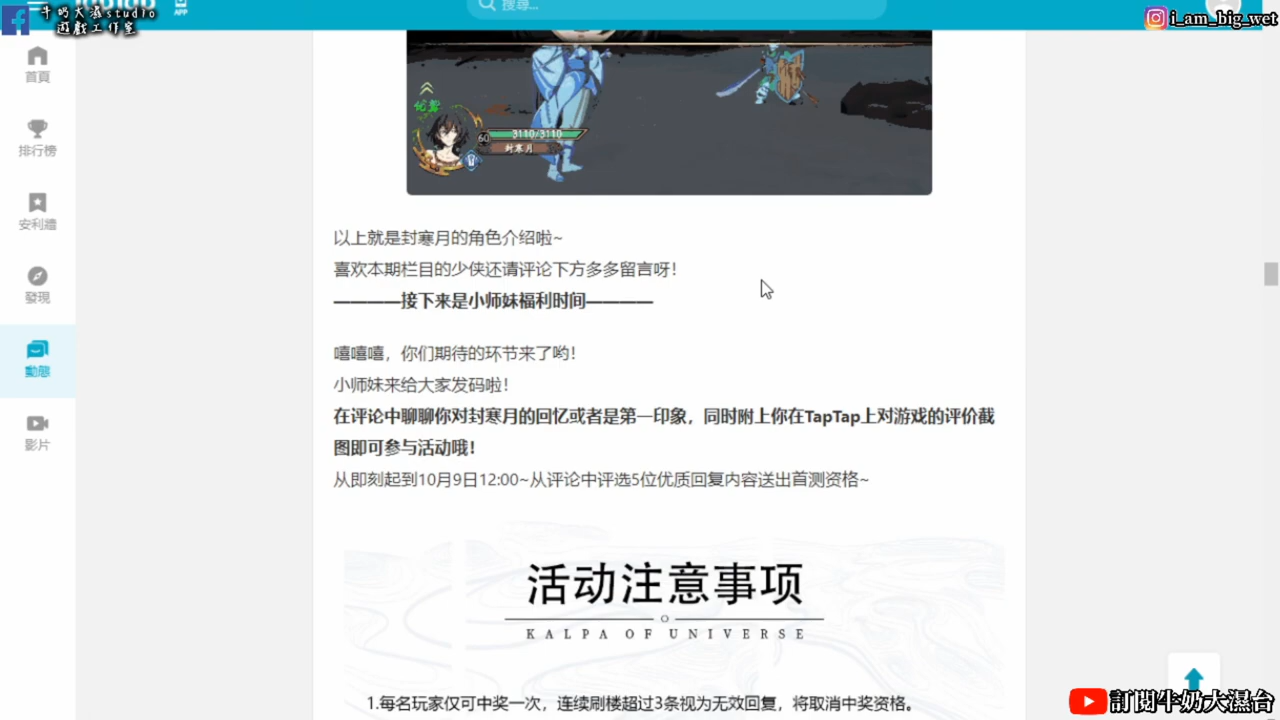 牛奶大濕studio
遊戲工作室
搜尋...
i_am_big_wet
首頁
排行榜
安利牆
發現
動態
影片
优势
60
3110/3110
封寒月
以上就是封寒月的角色介绍啦~
喜欢本期栏目的少侠还请评论下方多多留言呀！
————接下来是小师妹福利时间————
嘻嘻嘻，你们期待的环节来了哟！
小师妹来给大家发码啦！
在评论中聊聊你对封寒月的回忆或者是第一印象，同时附上你在TapTap上对游戏的评价截
图即可参与活动哦！
从即刻起到10月9日12:00~从评论中评选5位优质回复内容送出首测资格~
活动注意事项
KALPA OF UNIVERSE
1.每名玩家仅可中奖一次，连续刷楼超过3条视为无效回复，将取消中奖资格。
訂閱牛奶大濕台